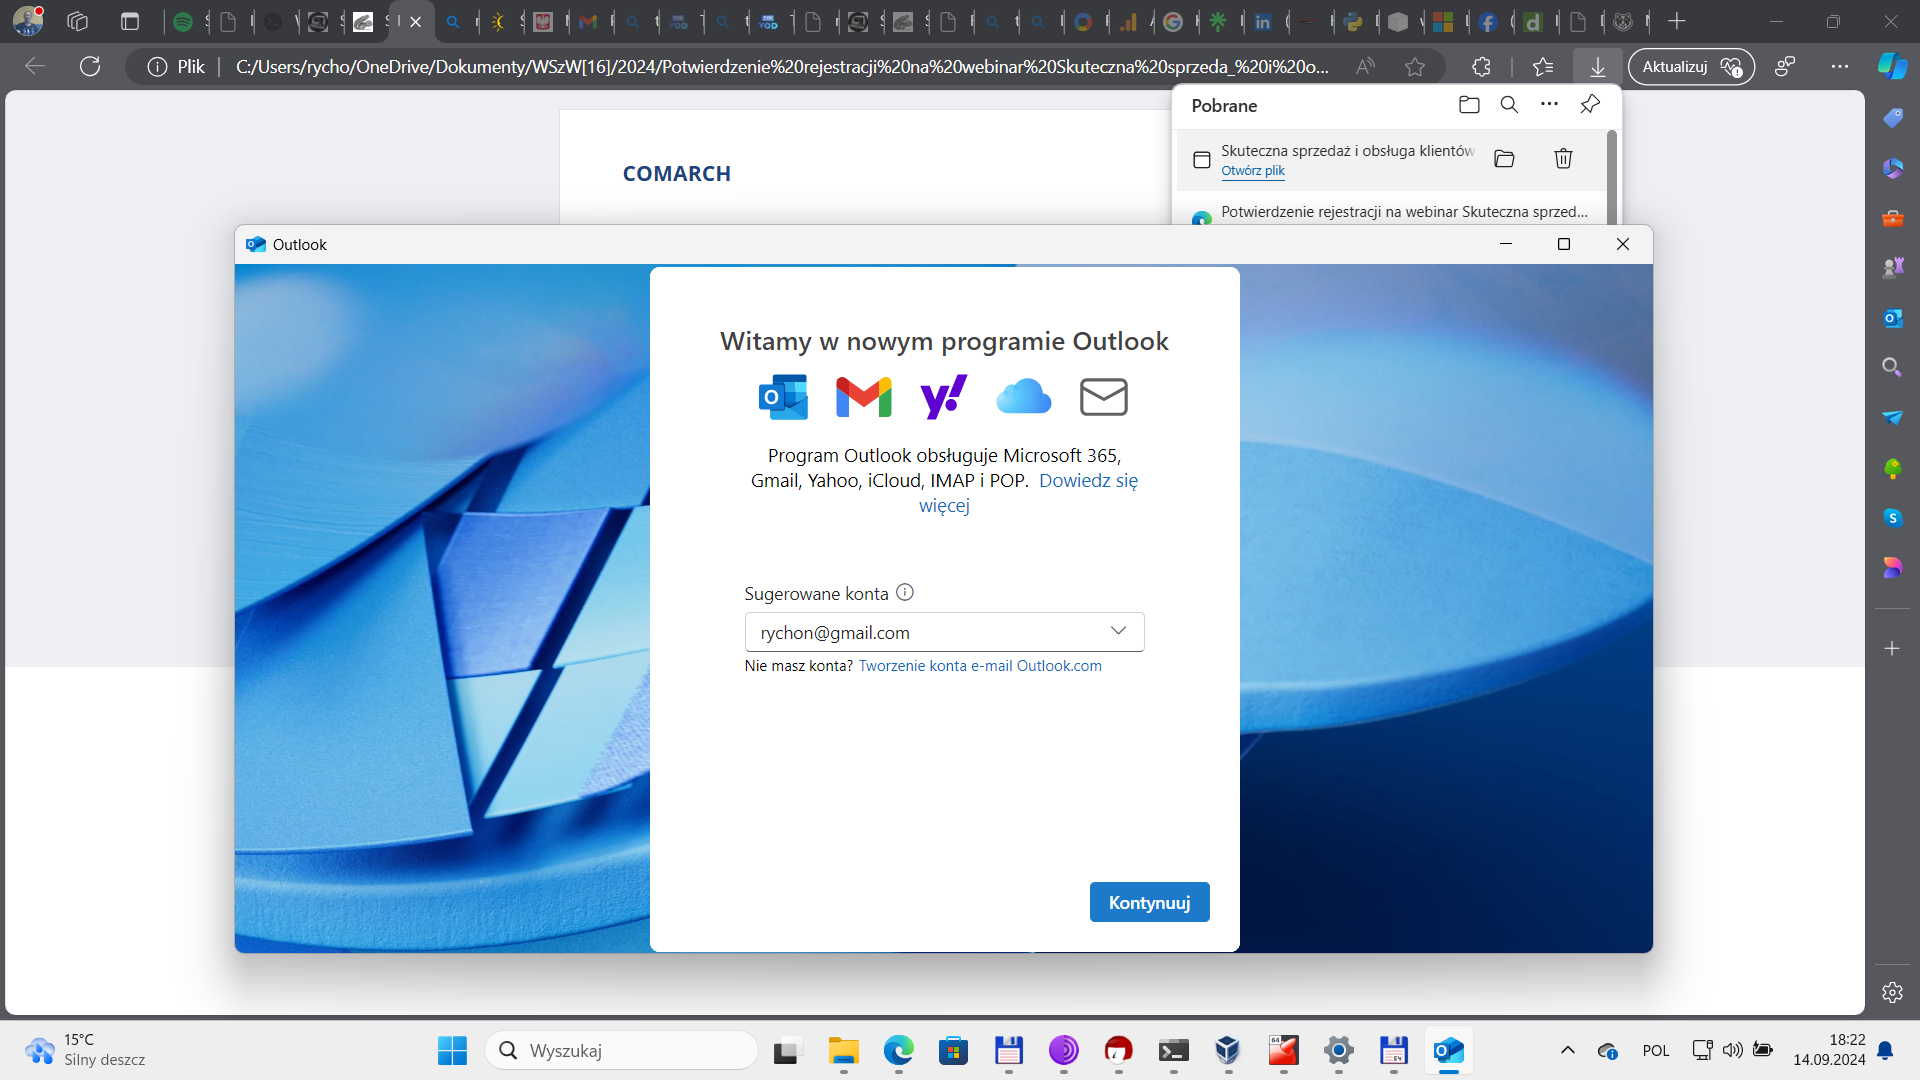 Plik
C:/Users/rycho/OneDrive/Dokumenty/WSzW[16]/2024/Potwierdzenie%20rejestracji%20na%20webinar%20Skuteczna%20sprzeda_%20i%20o...
Aktualizuj
COMARCH
Pobrane
Skuteczna sprzedaż i obsługa klientów
Otwórz plik
Potwierdzenie rejestracji na webinar Skuteczna sprzed...
Outlook
Witamy w nowym programie Outlook
Program Outlook obsługuje Microsoft 365,
Gmail, Yahoo, iCloud, IMAP i POP. Dowiedz się
więcej
Sugerowane konta
rychon@gmail.com
Nie masz konta? Tworzenie konta e-mail Outlook.com
Kontynuuj
15°C
Silny deszcz
Wyszukaj
POL
18:22
14.09.2024